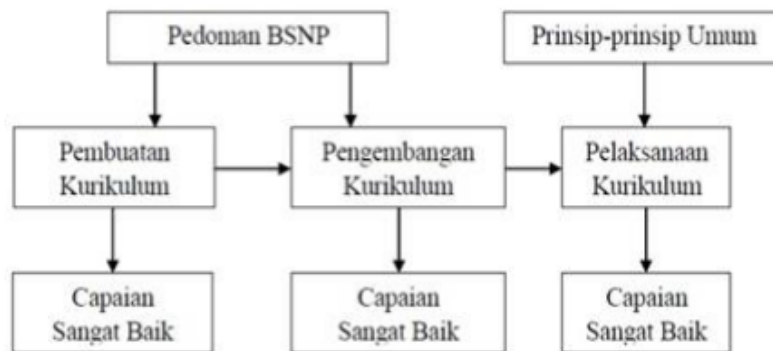 Pedoman BSNP
Prinsip-prinsip Umum
Pembuatan
Kurikulum
Pengembangan
Kurikulum
Pelaksanaan
Kurikulum
Capaian
Sangat Baik
Capaian
Sangat Baik
Capaian
Sangat Baik